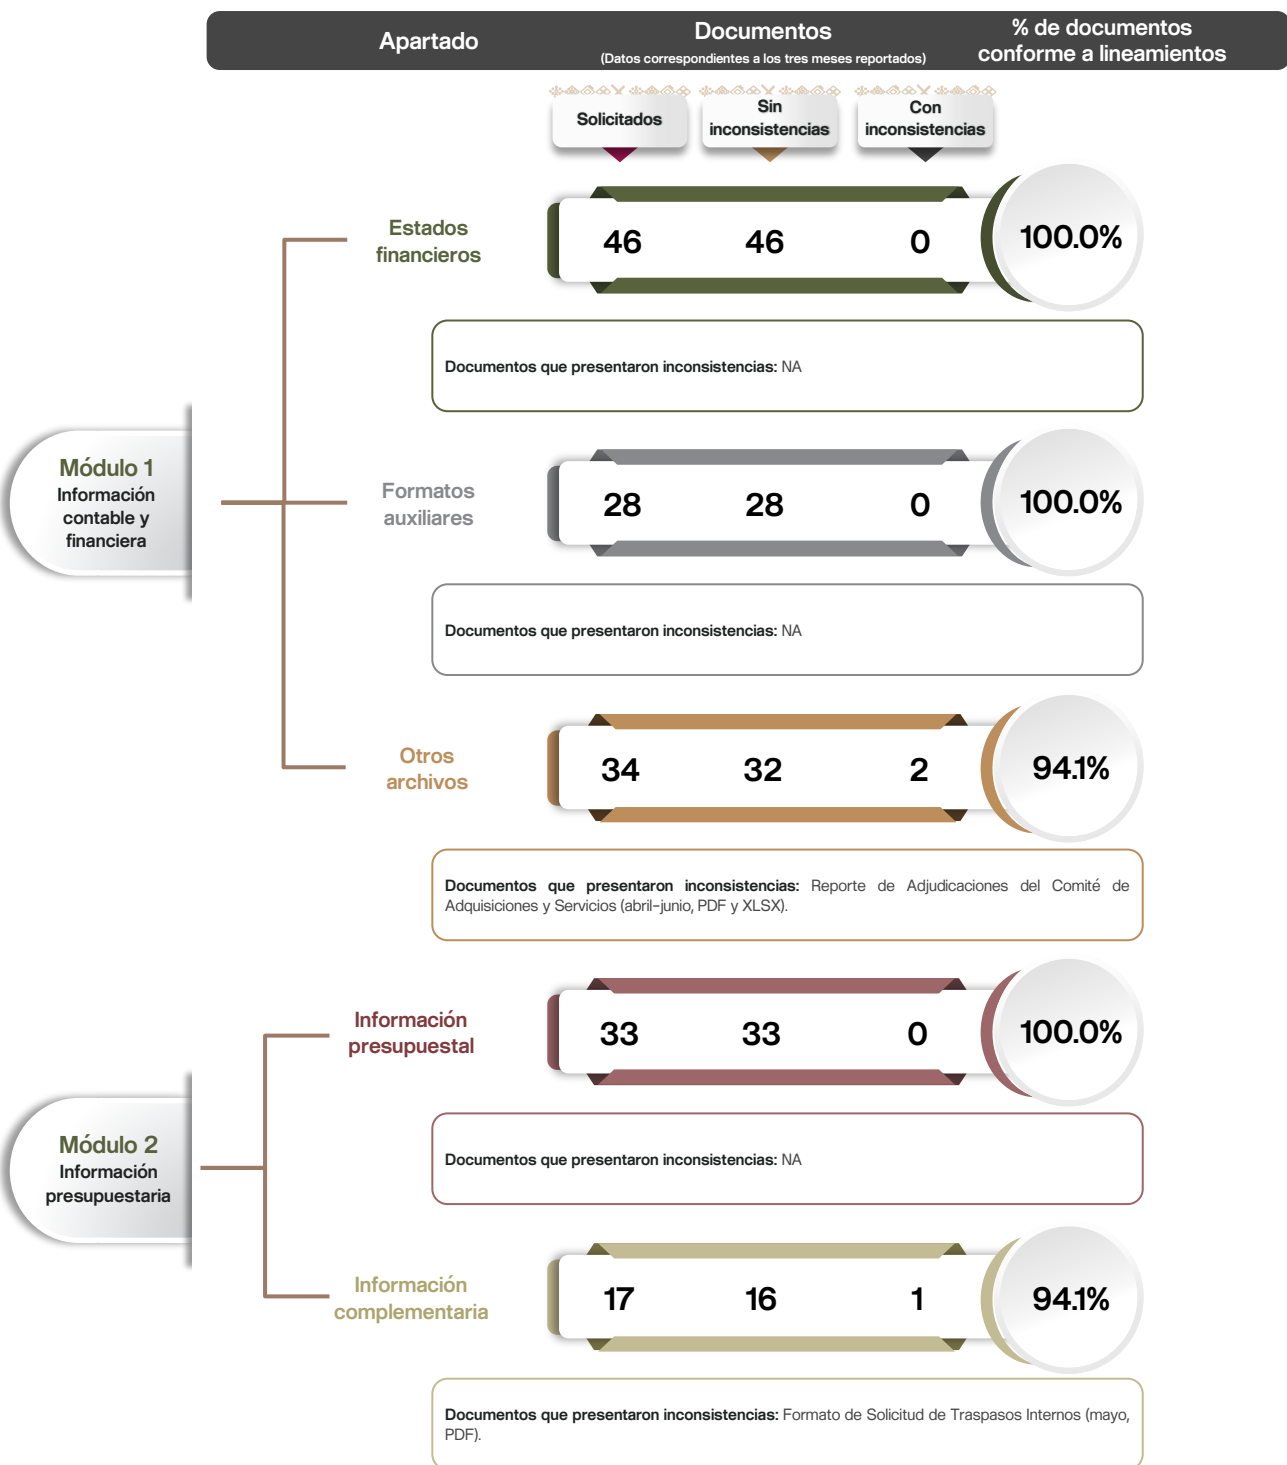 Apartado
Documentos
(Datos correspondientes a los tres meses reportados)
% de documentos
conforme a lineamientos
Solicitados
Sin
inconsistencias
Con
inconsistencias
Módulo 1
Información
contable y
financiera
Estados
financieros
46 46 0 100.0%
Documentos que presentaron inconsistencias: NA
Formatos
auxiliares
28 28 0 100.0%
Documentos que presentaron inconsistencias: NA
Otros
archivos
34 32 2 94.1%
Documentos que presentaron inconsistencias: Reporte de Adjudicaciones del Comité de
Adquisiciones y Servicios (abril-junio, PDF y XLSX).
Módulo 2
Información
presupuestaria
Información
presupuestal
33 33 0 100.0%
Documentos que presentaron inconsistencias: NA
Información
complementaria
17 16 1 94.1%
Documentos que presentaron inconsistencias: Formato de Solicitud de Traspasos Internos (mayo,
PDF).